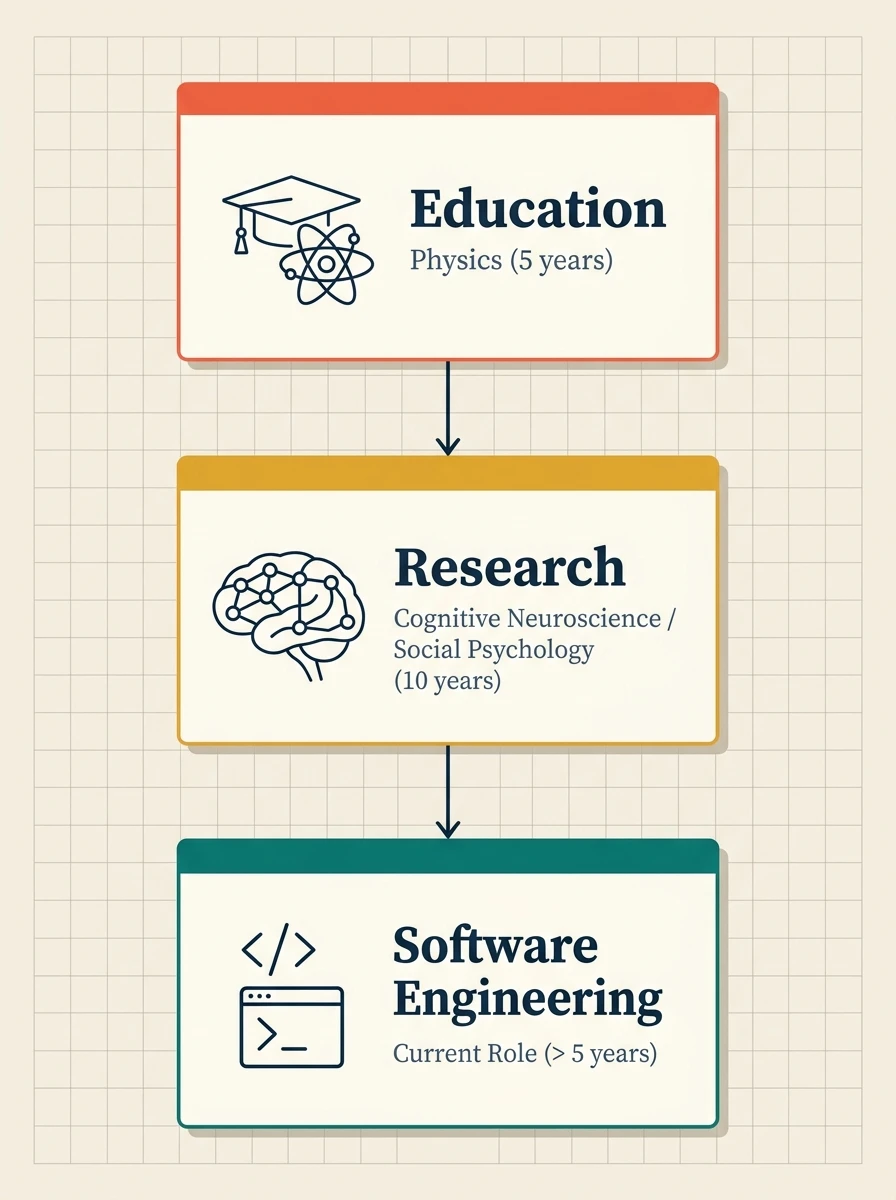 Education
Physics (5 years)
Research
Cognitive Neuroscience /
Social Psychology
(10 years)
</>
>_
Software
Engineering
Current Role (> 5 years)